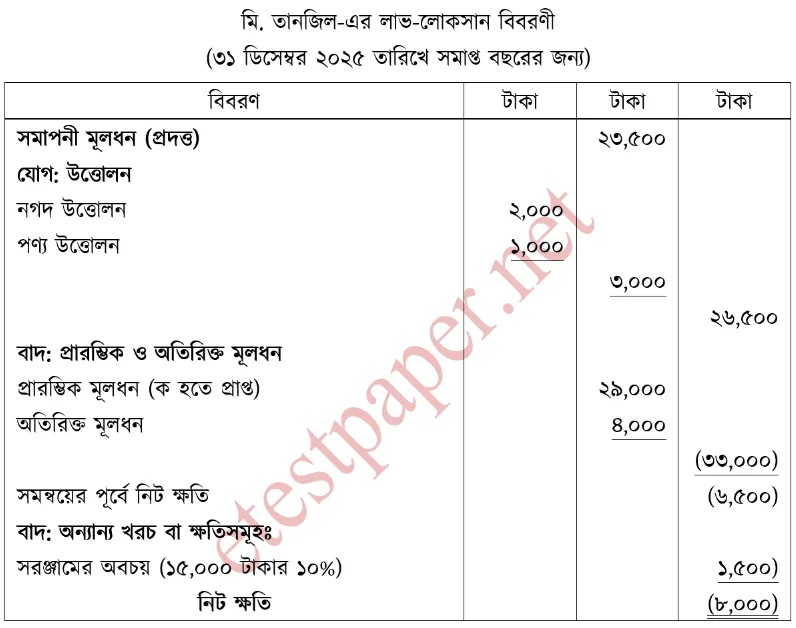 মি. তানজিল-এর লাভ-লোকসান বিবরণী
(৩১ ডিসেম্বর ২০২৫ তারিখে সমাপ্ত বছরের জন্য)
বিবরণ টাকা টাকা টাকা
সমাপনী মূলধন (প্রদত্ত) ২৩,৫০০
যোগ: উত্তোলন
নগদ উত্তোলন ২,০০০
পণ্য উত্তোলন ১,০০০
৩,০০০
২৬,৫০০
বাদ: প্রারম্ভিক ও অতিরিক্ত মূলধন
প্রারম্ভিক মূলধন (ক হতে প্রাপ্ত) ২৯,০০০
অতিরিক্ত মূলধন ৪,০০০
(৩৩,০০০)
সমন্বয়ের পূর্বে নিট ক্ষতি (৬,৫০০)
বাদ: অন্যান্য খরচ বা ক্ষতিসমূহঃ
সরঞ্জামের অবচয় (১৫,০০০ টাকার ১০%) ১,৫০০)
নিট ক্ষতি (৮,০০০)
etestpaper.net